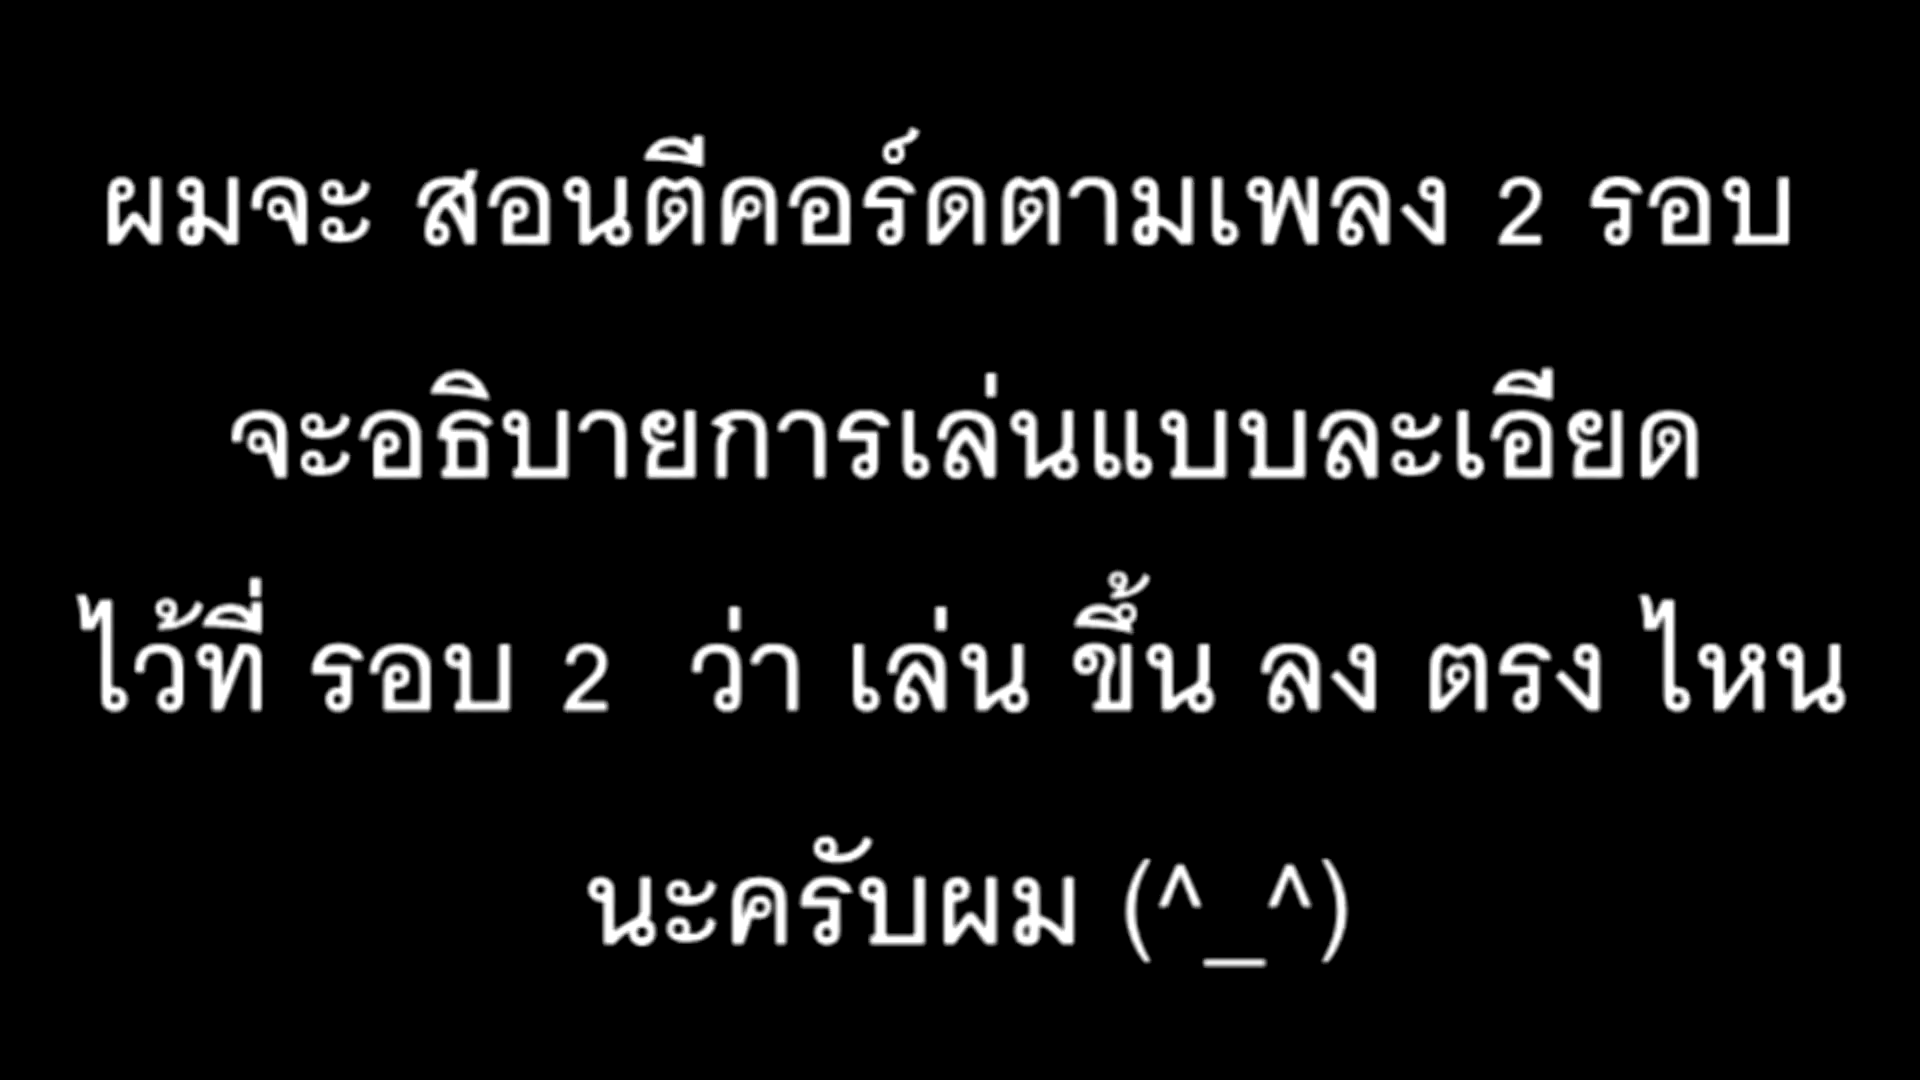 ผมจะ สอนตีคอร์ดตามเพลง 2 รอบ
จะอธิบายการเล่นแบบละเอียด
ไว้ที่ รอบ 2 ว่า เล่น ขึ้น ลง ตรง ไหน
นะครับผม (^_^)